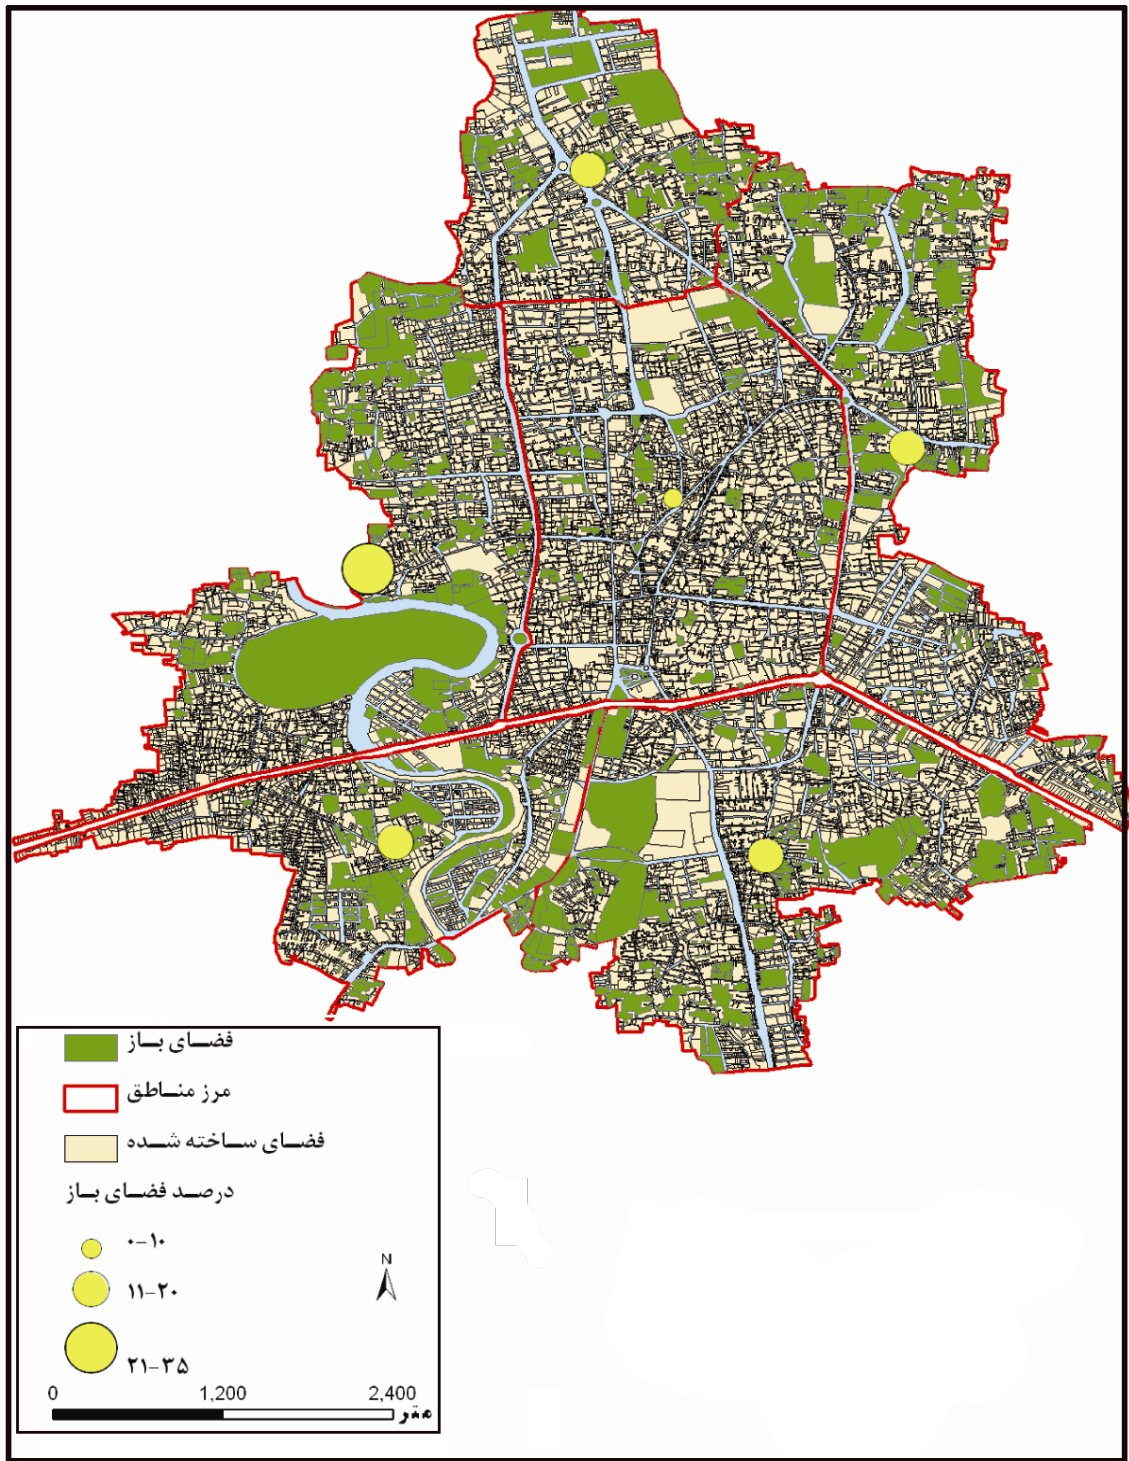 فضای باز
مرز مناطق
فضای ساخته شده
درصد فضای باز
۰-۱۰
۱۱-۲۰
۲۱-۳۵
N
0 1,200 2,400
متر